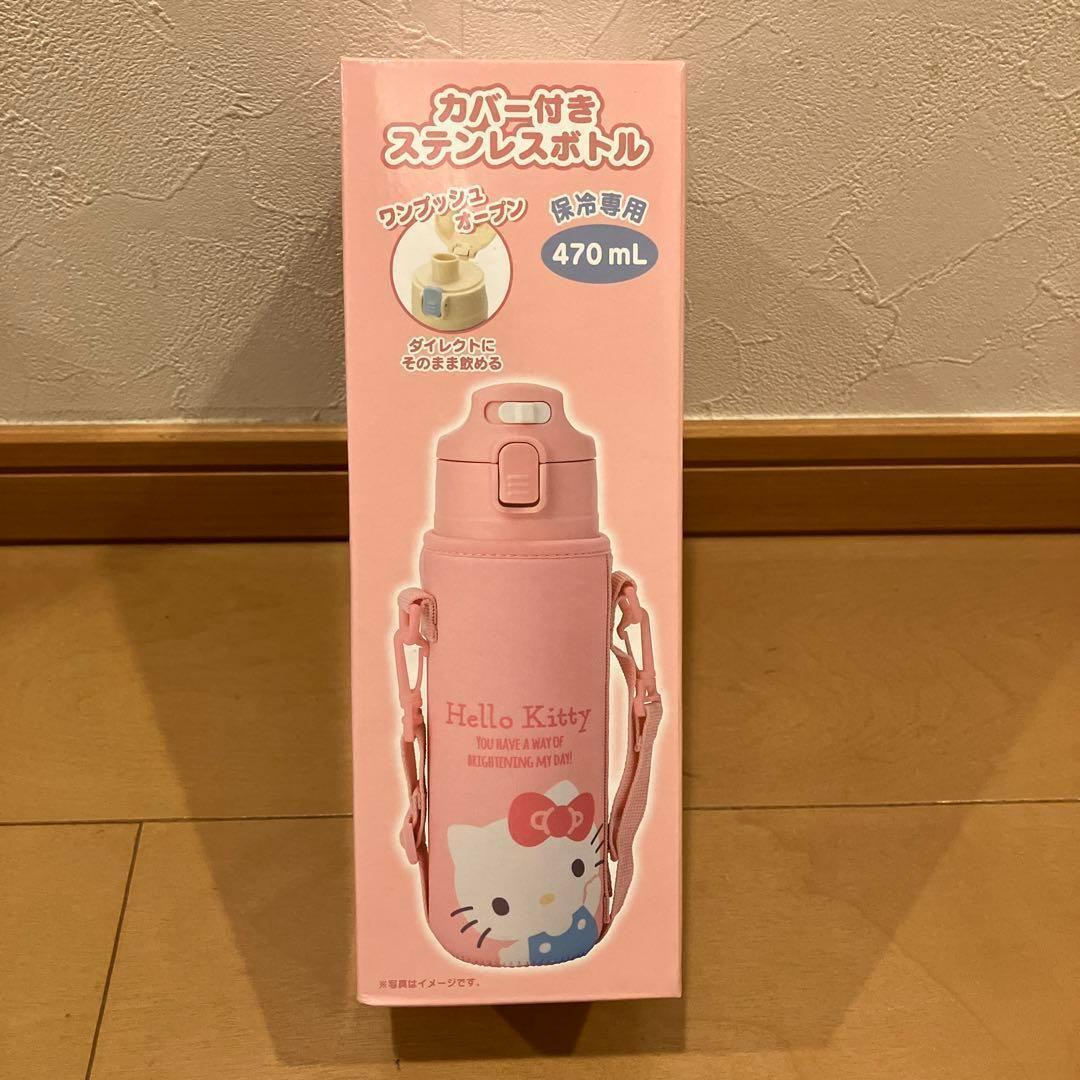 カバー付き
ステンレスボトル
ワンプッシュ
オープン
保冷専用
470 mL
ダイレクトに
そのまま飲める
Hello Kitty
YOU HAVE A WAY OF
BRIGHTENING MY DAY!
※写真はイメージです。